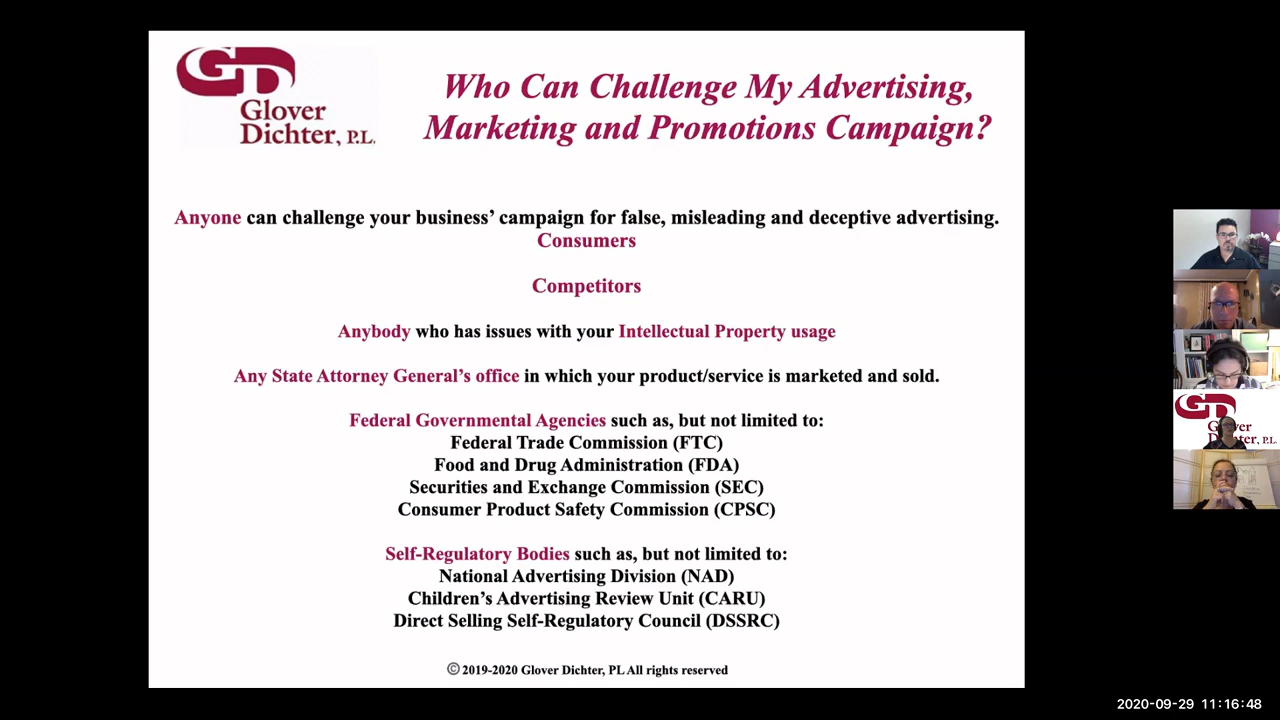 GD
Glover
Dichter, P.L.
Who Can Challenge My Advertising,
Marketing and Promotions Campaign?
Anyone can challenge your business’ campaign for false, misleading and deceptive advertising.
Consumers
Competitors
Anybody who has issues with your Intellectual Property usage
Any State Attorney General’s office in which your product/service is marketed and sold.
Federal Governmental Agencies such as, but not limited to:
Federal Trade Commission (FTC)
Food and Drug Administration (FDA)
Securities and Exchange Commission (SEC)
Consumer Product Safety Commission (CPSC)
Self-Regulatory Bodies such as, but not limited to:
National Advertising Division (NAD)
Children’s Advertising Review Unit (CARU)
Direct Selling Self-Regulatory Council (DSSRC)
© 2019-2020 Glover Dichter, PL All rights reserved
GD
P.L.
2020-09-29 11:16:48